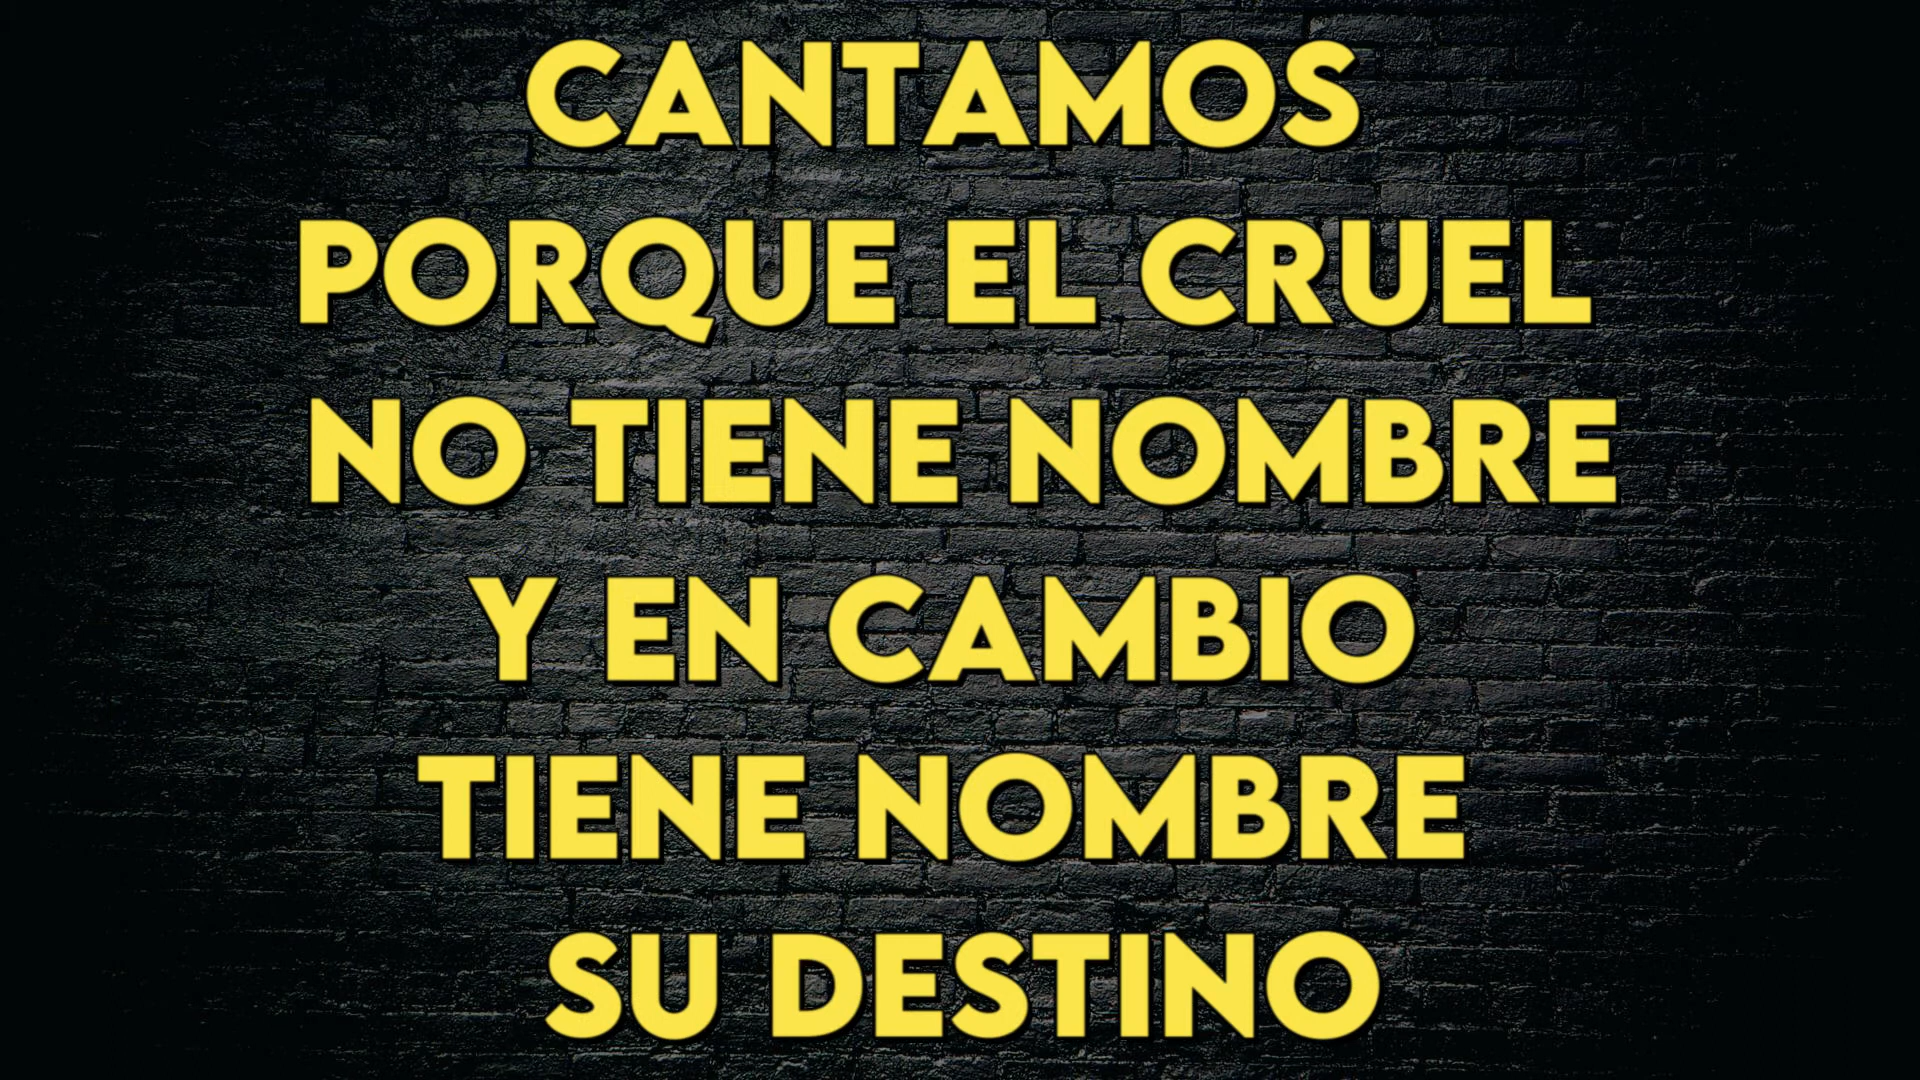 CANTAMOS
PORQUE EL CRUEL
NO TIENE NOMBRE
Y EN CAMBIO
TIENE NOMBRE
SU DESTINO